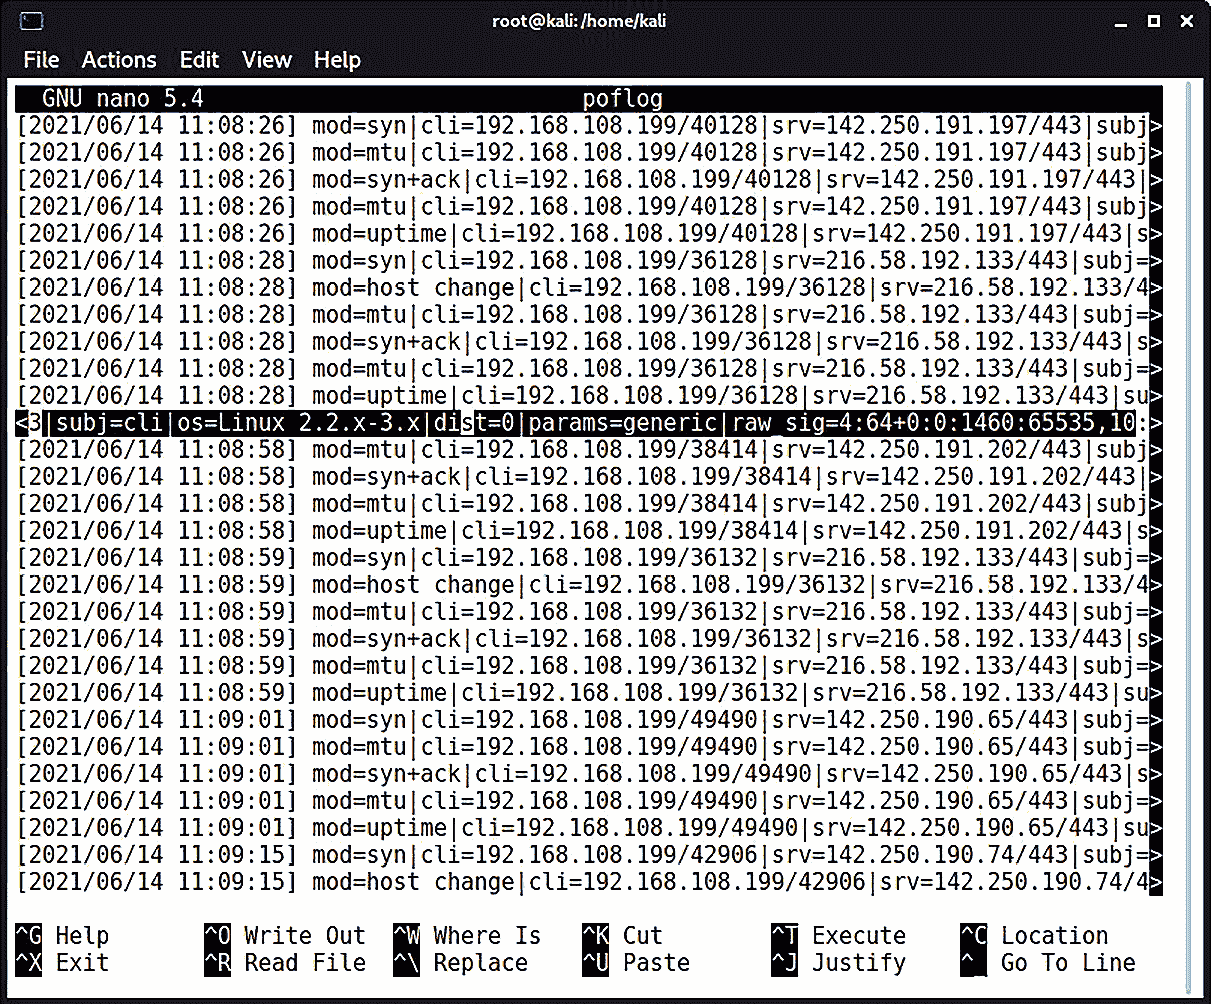 root@kali:/home/kali
File Actions Edit View Help
GNU nano 5.4 poflog
[2021/06/14 11:08:26] mod=syn|cli=192.168.108.199/40128|srv=142.250.191.197/443|subj>
[2021/06/14 11:08:26] mod=mtu|cli=192.168.108.199/40128|srv=142.250.191.197/443|subj>
[2021/06/14 11:08:26] mod=syn+ack|cli=192.168.108.199/40128|srv=142.250.191.197/443|>
[2021/06/14 11:08:26] mod=mtu|cli=192.168.108.199/40128|srv=142.250.191.197/443|subj>
[2021/06/14 11:08:26] mod=uptime|cli=192.168.108.199/40128|srv=142.250.191.197/443|s>
[2021/06/14 11:08:28] mod=syn|cli=192.168.108.199/36128|srv=216.58.192.133/443|subj=>
[2021/06/14 11:08:28] mod=host change|cli=192.168.108.199/36128|srv=216.58.192.133/4>
[2021/06/14 11:08:28] mod=mtu|cli=192.168.108.199/36128|srv=216.58.192.133/443|subj=>
[2021/06/14 11:08:28] mod=syn+ack|cli=192.168.108.199/36128|srv=216.58.192.133/443|s>
[2021/06/14 11:08:28] mod=mtu|cli=192.168.108.199/36128|srv=216.58.192.133/443|subj=>
[2021/06/14 11:08:28] mod=uptime|cli=192.168.108.199/36128|srv=216.58.192.133/443|su>
<3|subj=cli|os=Linux 2.2.x-3.x|dist=0|params=generic|raw_sig=4:64+0:0:1460:65535,10:>
[2021/06/14 11:08:58] mod=mtu|cli=192.168.108.199/38414|srv=142.250.191.202/443|subj>
[2021/06/14 11:08:58] mod=syn+ack|cli=192.168.108.199/38414|srv=142.250.191.202/443|>
[2021/06/14 11:08:58] mod=mtu|cli=192.168.108.199/38414|srv=142.250.191.202/443|subj>
[2021/06/14 11:08:58] mod=uptime|cli=192.168.108.199/38414|srv=142.250.191.202/443|s>
[2021/06/14 11:08:59] mod=syn|cli=192.168.108.199/36132|srv=216.58.192.133/443|subj=>
[2021/06/14 11:08:59] mod=host change|cli=192.168.108.199/36132|srv=216.58.192.133/4>
[2021/06/14 11:08:59] mod=mtu|cli=192.168.108.199/36132|srv=216.58.192.133/443|subj=>
[2021/06/14 11:08:59] mod=syn+ack|cli=192.168.108.199/36132|srv=216.58.192.133/443|s>
[2021/06/14 11:08:59] mod=mtu|cli=192.168.108.199/36132|srv=216.58.192.133/443|subj=>
[2021/06/14 11:08:59] mod=uptime|cli=192.168.108.199/36132|srv=216.58.192.133/443|su>
[2021/06/14 11:09:01] mod=syn|cli=192.168.108.199/49490|srv=142.250.190.65/443|subj=>
[2021/06/14 11:09:01] mod=mtu|cli=192.168.108.199/49490|srv=142.250.190.65/443|subj=>
[2021/06/14 11:09:01] mod=syn+ack|cli=192.168.108.199/49490|srv=142.250.190.65/443|s>
[2021/06/14 11:09:01] mod=mtu|cli=192.168.108.199/49490|srv=142.250.190.65/443|subj=>
[2021/06/14 11:09:01] mod=uptime|cli=192.168.108.199/49490|srv=142.250.190.65/443|su>
[2021/06/14 11:09:15] mod=syn|cli=192.168.108.199/42906|srv=142.250.190.74/443|subj=>
[2021/06/14 11:09:15] mod=host change|cli=192.168.108.199/42906|srv=142.250.190.74/4>
^G Help ^O Write Out ^W Where Is ^K Cut ^T Execute ^C Location
^X Exit ^R Read File ^\ Replace ^U Paste ^J Justify ^_ Go To Line